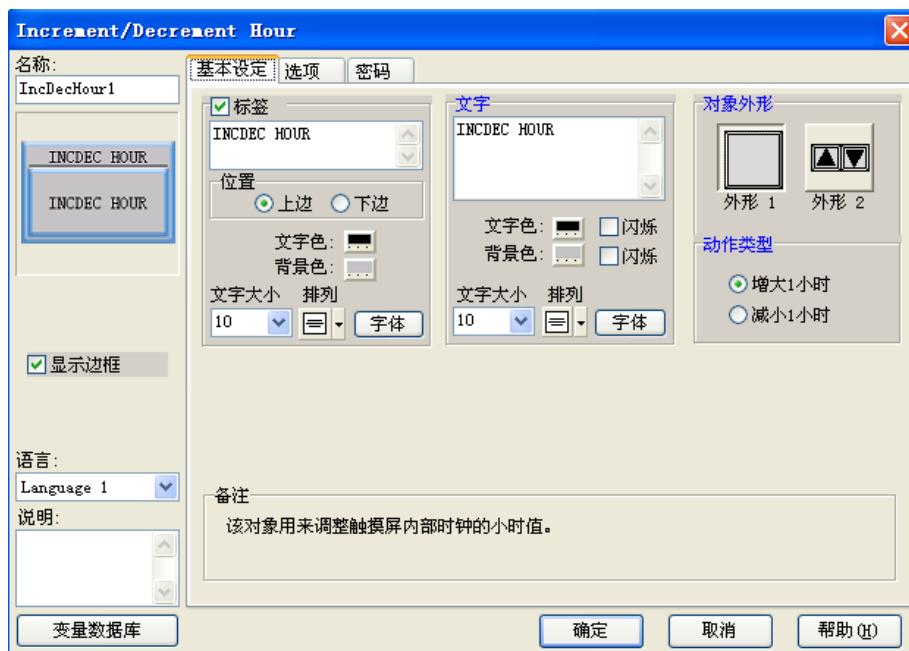 Increment/Decrement Hour
名称:
IncDecHour1
INCDEC HOUR
INCDEC HOUR
显示边框
语言:
Language 1
说明:
变量数据库
基本设定 选项 密码
标签
INCDEC HOUR
位置
上边 下边
文字色:
背景色:
文字大小 排列
10 字体
文字
INCDEC HOUR
文字色: 闪烁
背景色: 闪烁
文字大小 排列
10 字体
对象外形
外形 1 外形 2
动作类型
增大1小时
减小1小时
备注
该对象用来调整触摸屏内部时钟的小时值。
确定 取消 帮助(H)